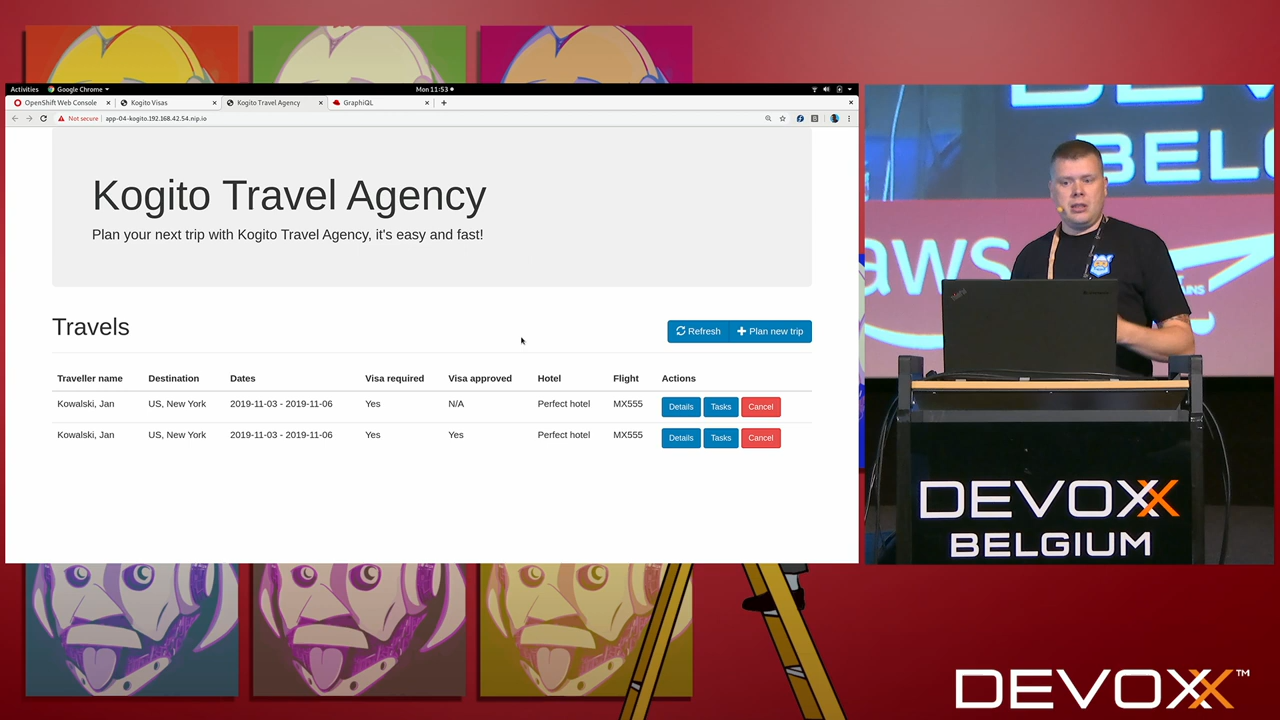 Activities Google Chrome Mon 11:53
OpenShift Web Console Kogito Visas Kogito Travel Agency GraphiQL
Not secure app-04-kogito.192.168.42.54.nip.io
Kogito Travel Agency
Plan your next trip with Kogito Travel Agency, it's easy and fast!
Travels
Refresh Plan new trip
Traveller name Destination Dates Visa required Visa approved Hotel Flight Actions
Kowalski, Jan US, New York 2019-11-03 - 2019-11-06 Yes N/A Perfect hotel MX555 Details Tasks Cancel
Kowalski, Jan US, New York 2019-11-03 - 2019-11-06 Yes Yes Perfect hotel MX555 Details Tasks Cancel
BEL
aws
DEVOXX
BELGIUM
DEVOXX™